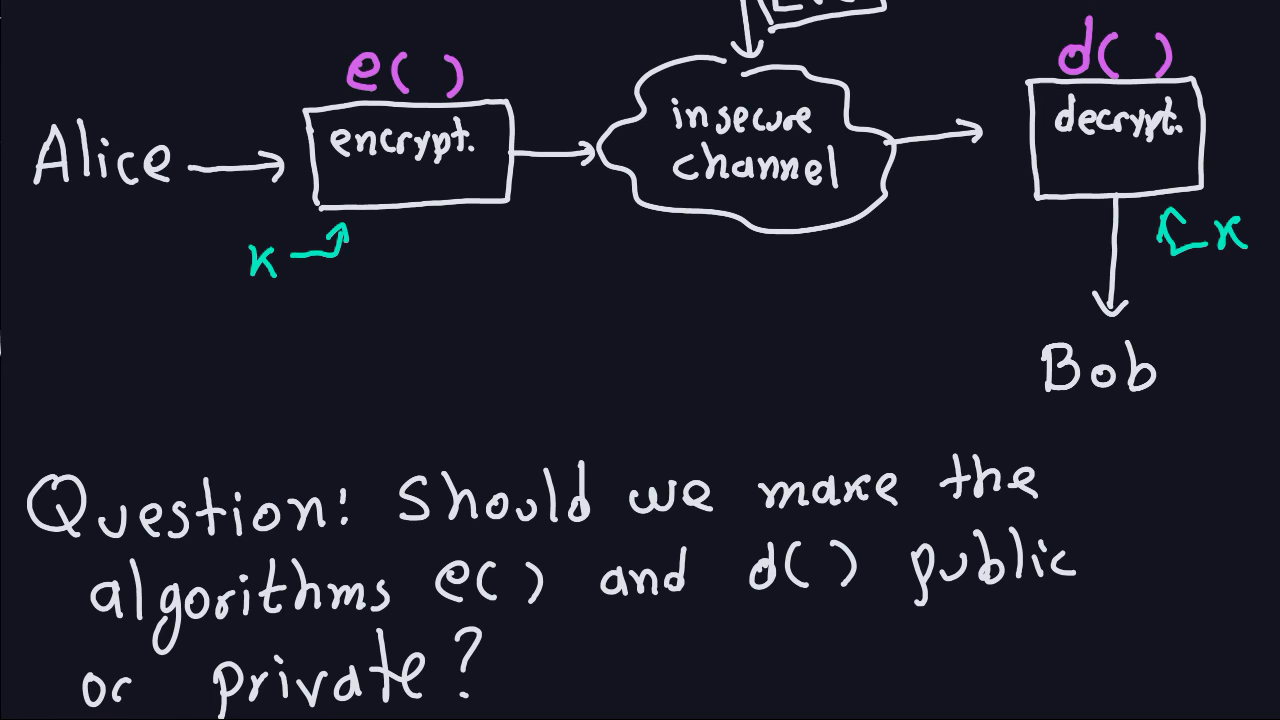 e( )
d( )
Alice
encrypt.
insecure
channel
decrypt.
K
K
Bob
Question: Should we make the
algorithms e() and d() public
or private?